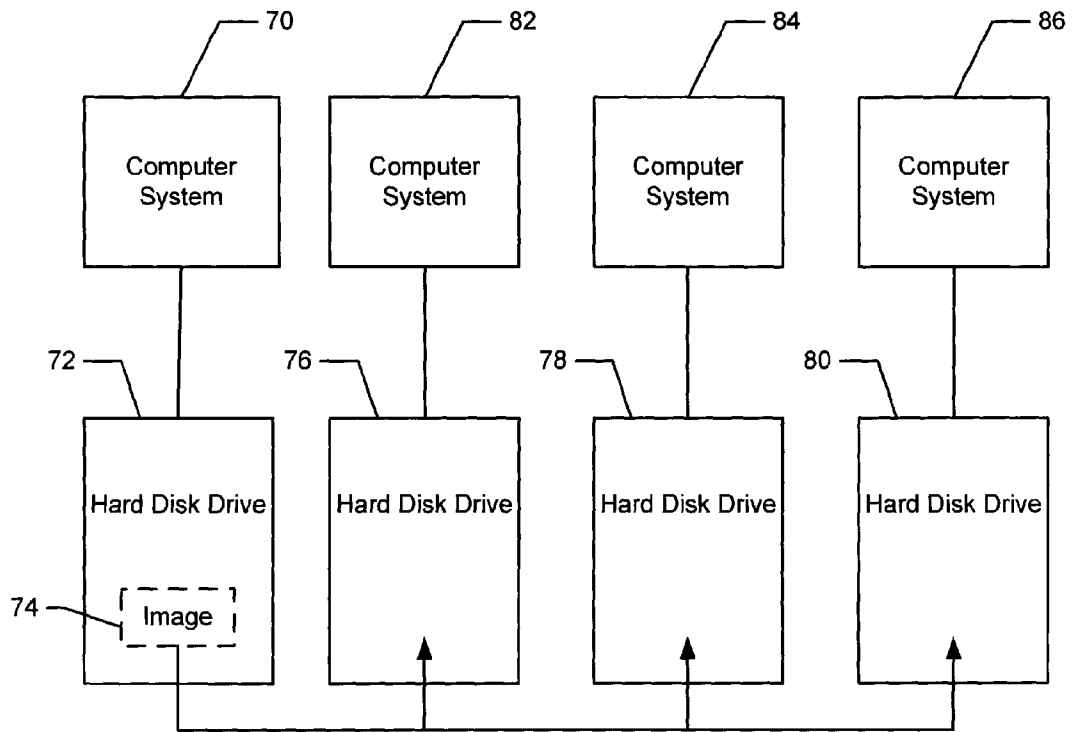 70
82
84
86
Computer
System
Computer
System
Computer
System
Computer
System
72
76
78
80
Hard Disk Drive
Hard Disk Drive
Hard Disk Drive
Hard Disk Drive
74
Image